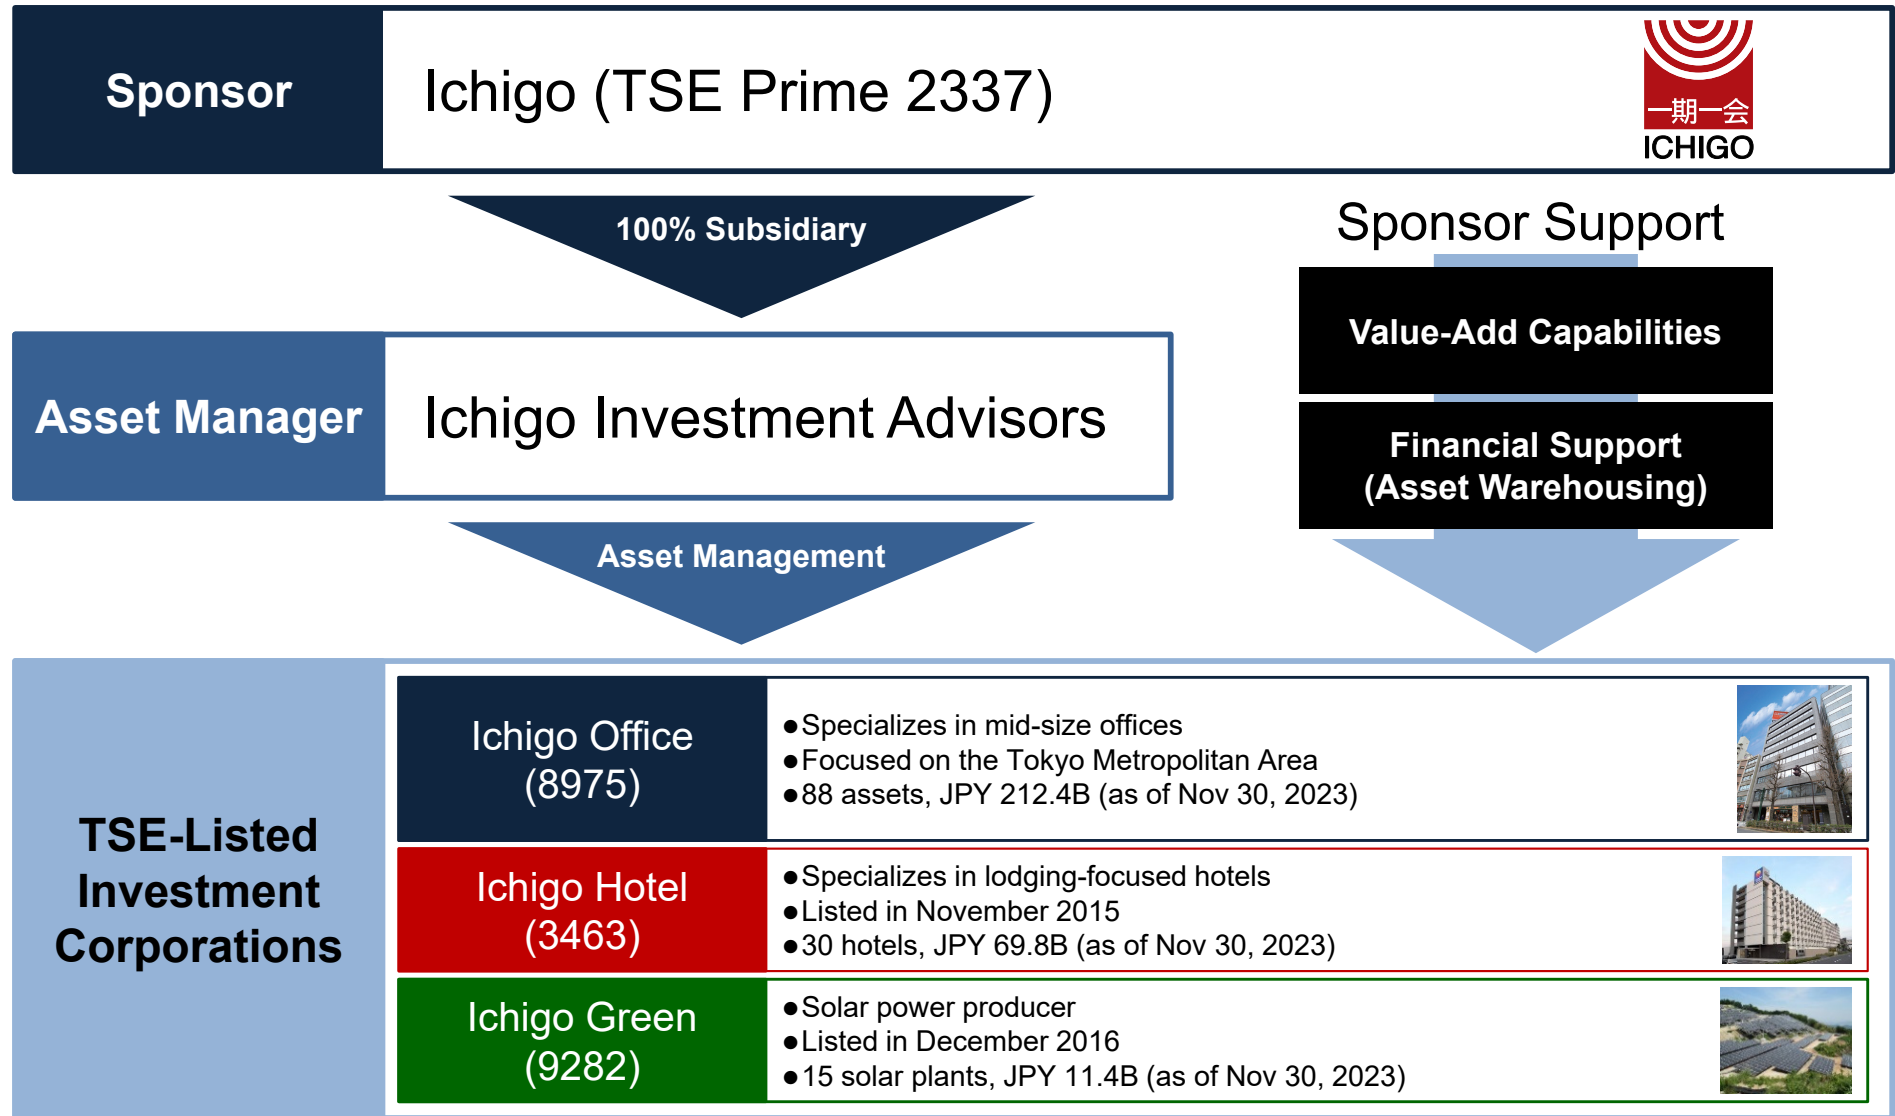 Sponsor
Ichigo (TSE Prime 2337)
一期一会
ICHIGO
100% Subsidiary
Sponsor Support
Value-Add Capabilities
Financial Support
(Asset Warehousing)
Asset Manager
Ichigo Investment Advisors
Asset Management
TSE-Listed
Investment
Corporations
Ichigo Office
(8975)
●Specializes in mid-size offices
●Focused on the Tokyo Metropolitan Area
●88 assets, JPY 212.4B (as of Nov 30, 2023)
Ichigo Hotel
(3463)
●Specializes in lodging-focused hotels
●Listed in November 2015
●30 hotels, JPY 69.8B (as of Nov 30, 2023)
Ichigo Green
(9282)
●Solar power producer
●Listed in December 2016
●15 solar plants, JPY 11.4B (as of Nov 30, 2023)